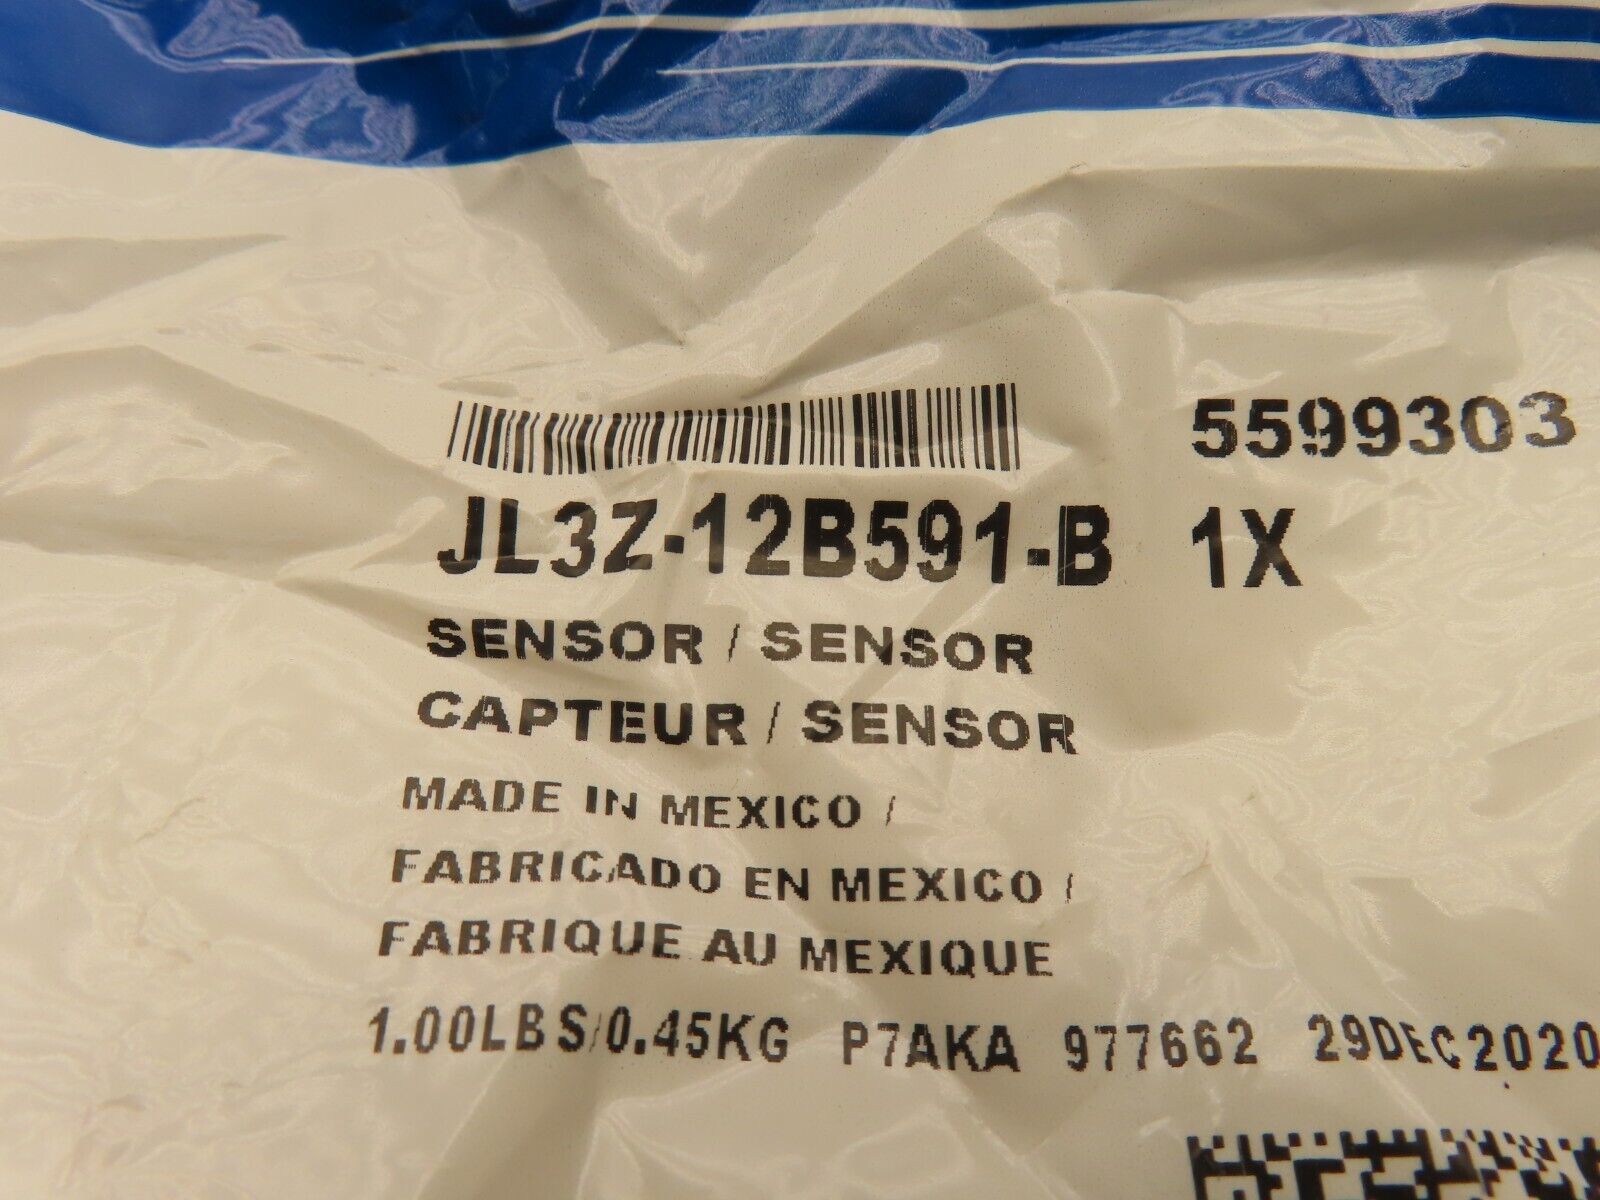 5599303
JL3Z-12B591-B 1X
SENSOR / SENSOR
CAPTEUR / SENSOR
MADE IN MEXICO /
FABRICADO EN MEXICO /
FABRIQUE AU MEXIQUE
1.00LBS/0.45KG P7AKA 977662 29DEC2020